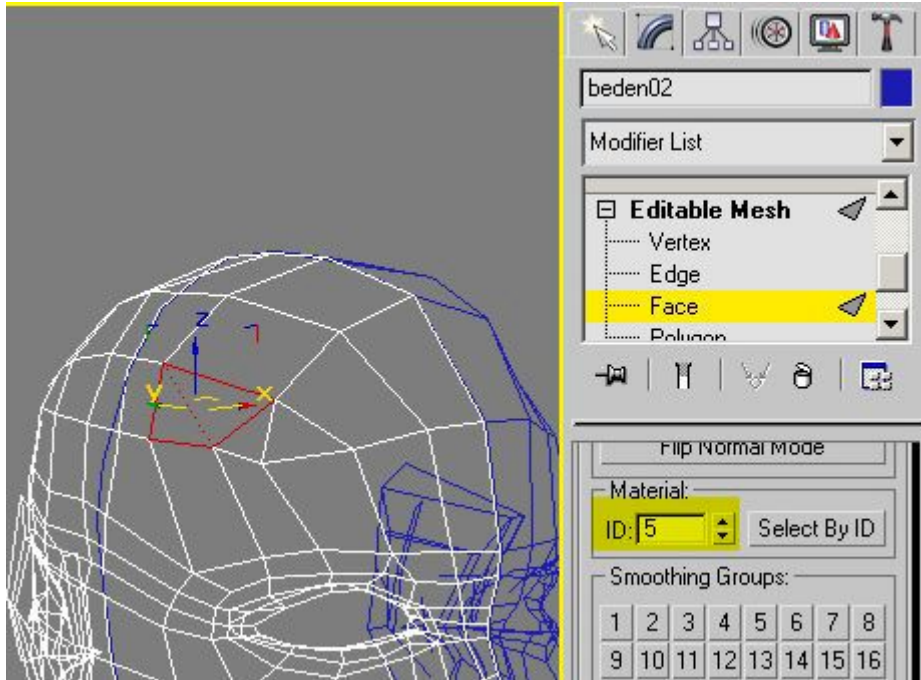 beden02
Modifier List
Editable Mesh
Vertex
Edge
Face
Polygon
z
y x
Flip Normal Mode
Material:
ID: 5 Select By ID
Smoothing Groups:
1 2 3 4 5 6 7 8
9 10 11 12 13 14 15 16